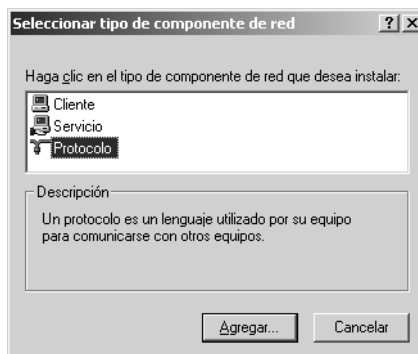 Seleccionar tipo de componente de red
Haga clic en el tipo de componente de red que desea instalar:
Cliente
Servicio
Protocolo
Descripción
Un protocolo es un lenguaje utilizado por su equipo
para comunicarse con otros equipos.
Agregar... Cancelar